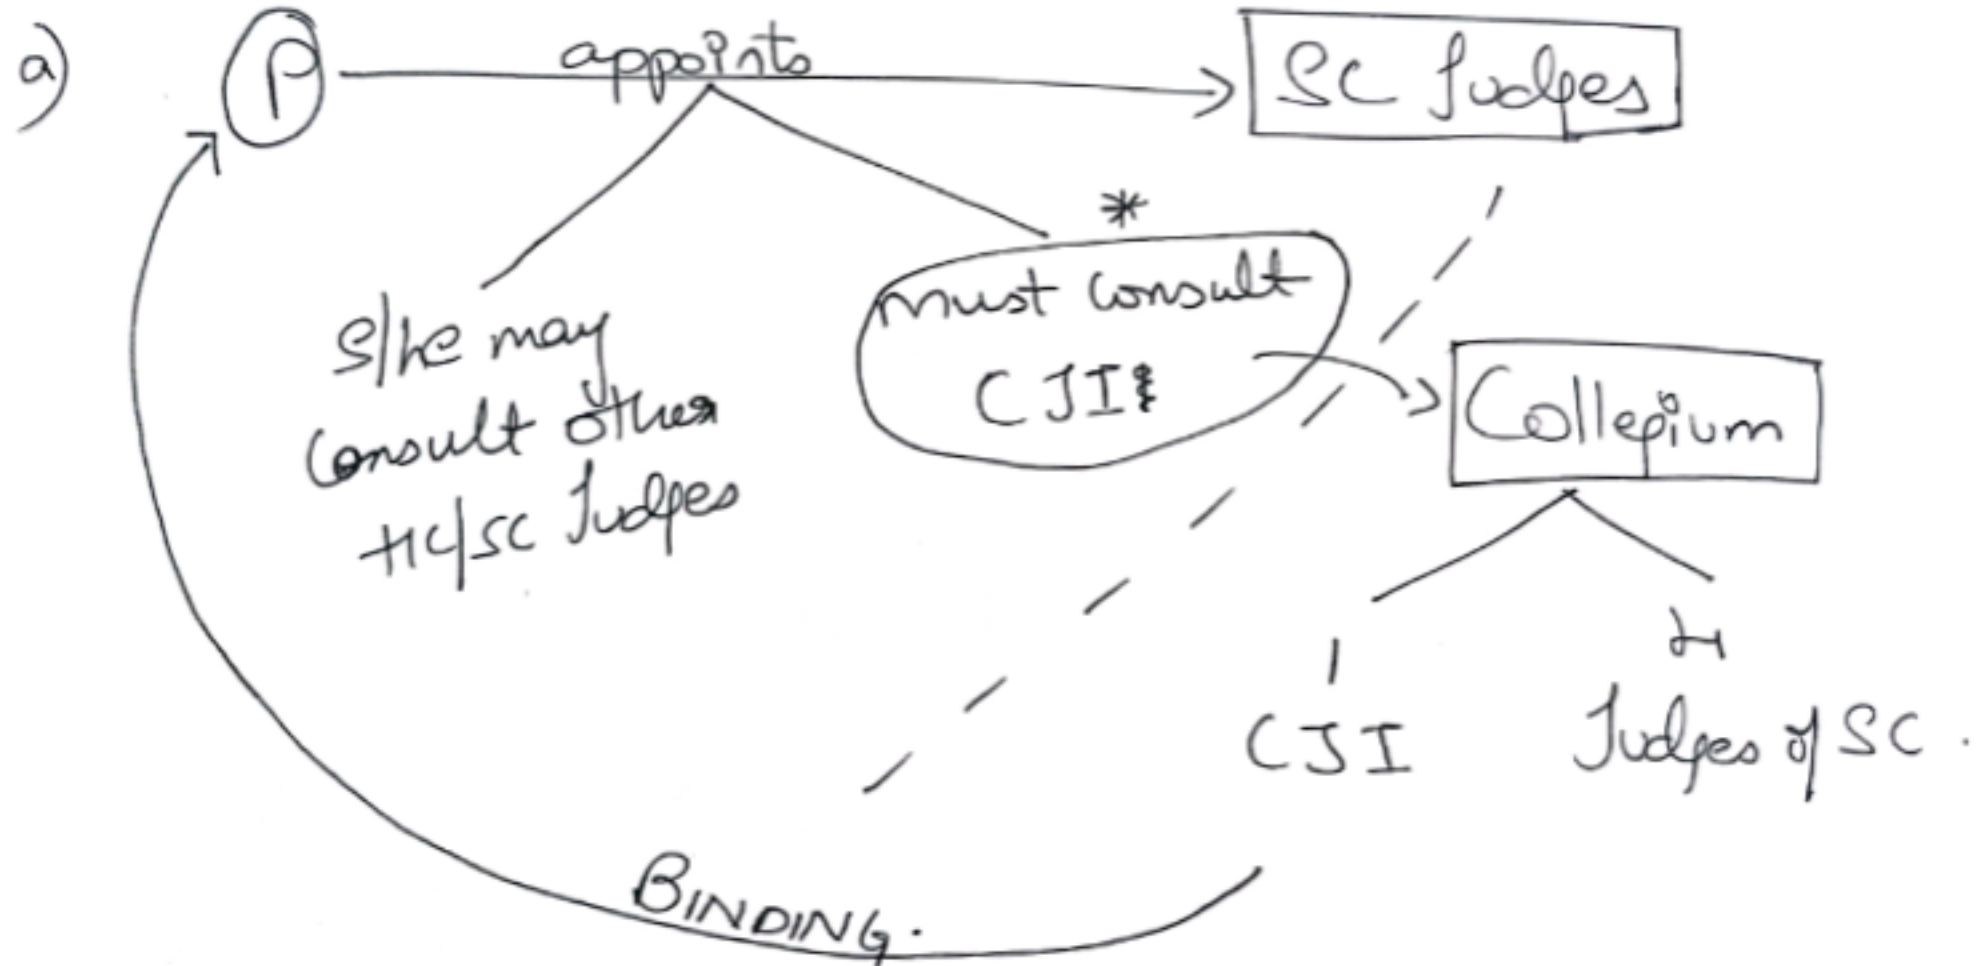 a)
P
appoints
SC Judges
*
must consult
CJI
s/he may
consult other
HC/SC Judges
Collegium
1
CJI
4
Judges of SC.
BINDING.